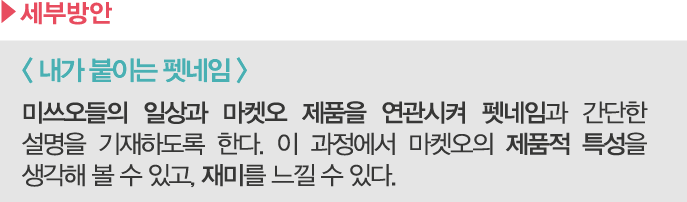 ▶세부방안
< 내가 붙이는 펫네임 >
미쓰오들의 일상과 마켓오 제품을 연관시켜 펫네임과 간단한
설명을 기재하도록 한다. 이 과정에서 마켓오의 제품적 특성을
생각해 볼 수 있고, 재미를 느낄 수 있다.